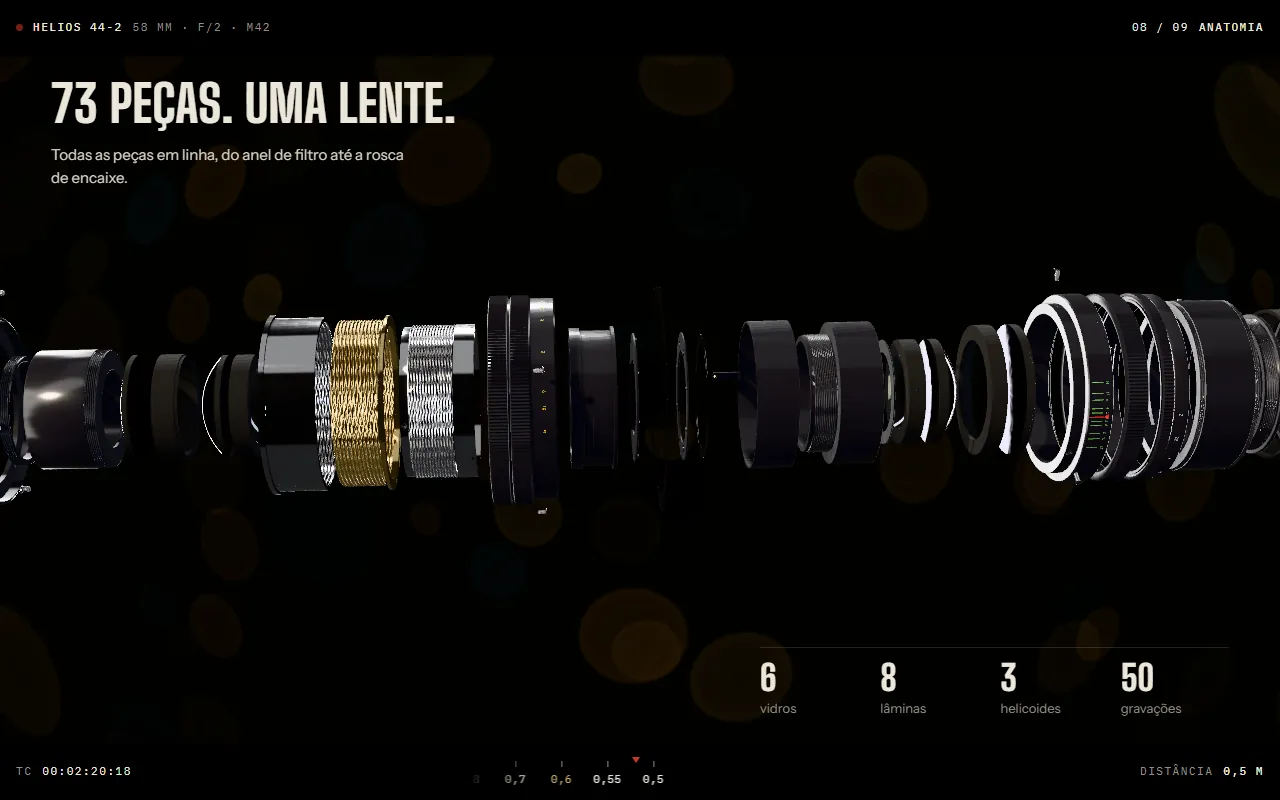 HELIOS 44-2 58 MM · F/2 · M42
08 / 09 ANATOMIA
73 PEÇAS. UMA LENTE.
Todas as peças em linha, do anel de filtro até a rosca
de encaixe.
6 8 3 50
vidros lâminas helicoides gravações
TC 00:02:20:18
8 0,7 0,6 0,55 0,5
DISTÂNCIA 0,5 M